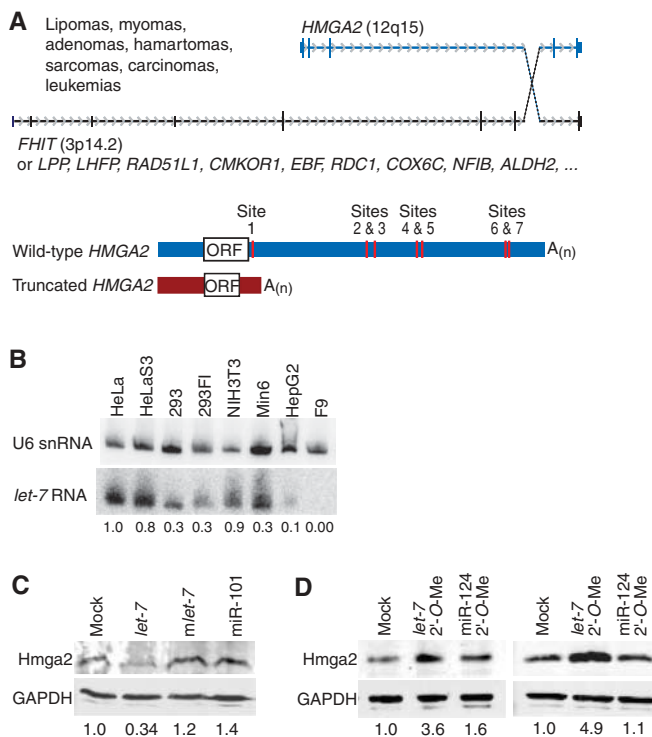 A
Lipomas, myomas,
adenomas, hamartomas,
sarcomas, carcinomas,
leukemias
HMGA2 (12q15)
FHIT (3p14.2)
or LPP, LHFP, RAD51L1, CMKOR1, EBF, RDC1, COX6C, NFIB, ALDH2, ...
Site 1
Sites 2 & 3
Sites 4 & 5
Sites 6 & 7
Wild-type HMGA2
ORF
A(n)
Truncated HMGA2
ORF
A(n)
B
HeLa
HeLaS3
293
293FI
NIH3T3
Min6
HepG2
F9
U6 snRNA
let-7 RNA
1.0 0.8 0.3 0.3 0.9 0.3 0.1 0.00
C
Mock
let-7
mlet-7
miR-101
Hmga2
GAPDH
1.0 0.34 1.2 1.4
D
Mock
let-7 2'-O-Me
miR-124 2'-O-Me
Mock
let-7 2'-O-Me
miR-124 2'-O-Me
Hmga2
GAPDH
1.0 3.6 1.6 1.0 4.9 1.1